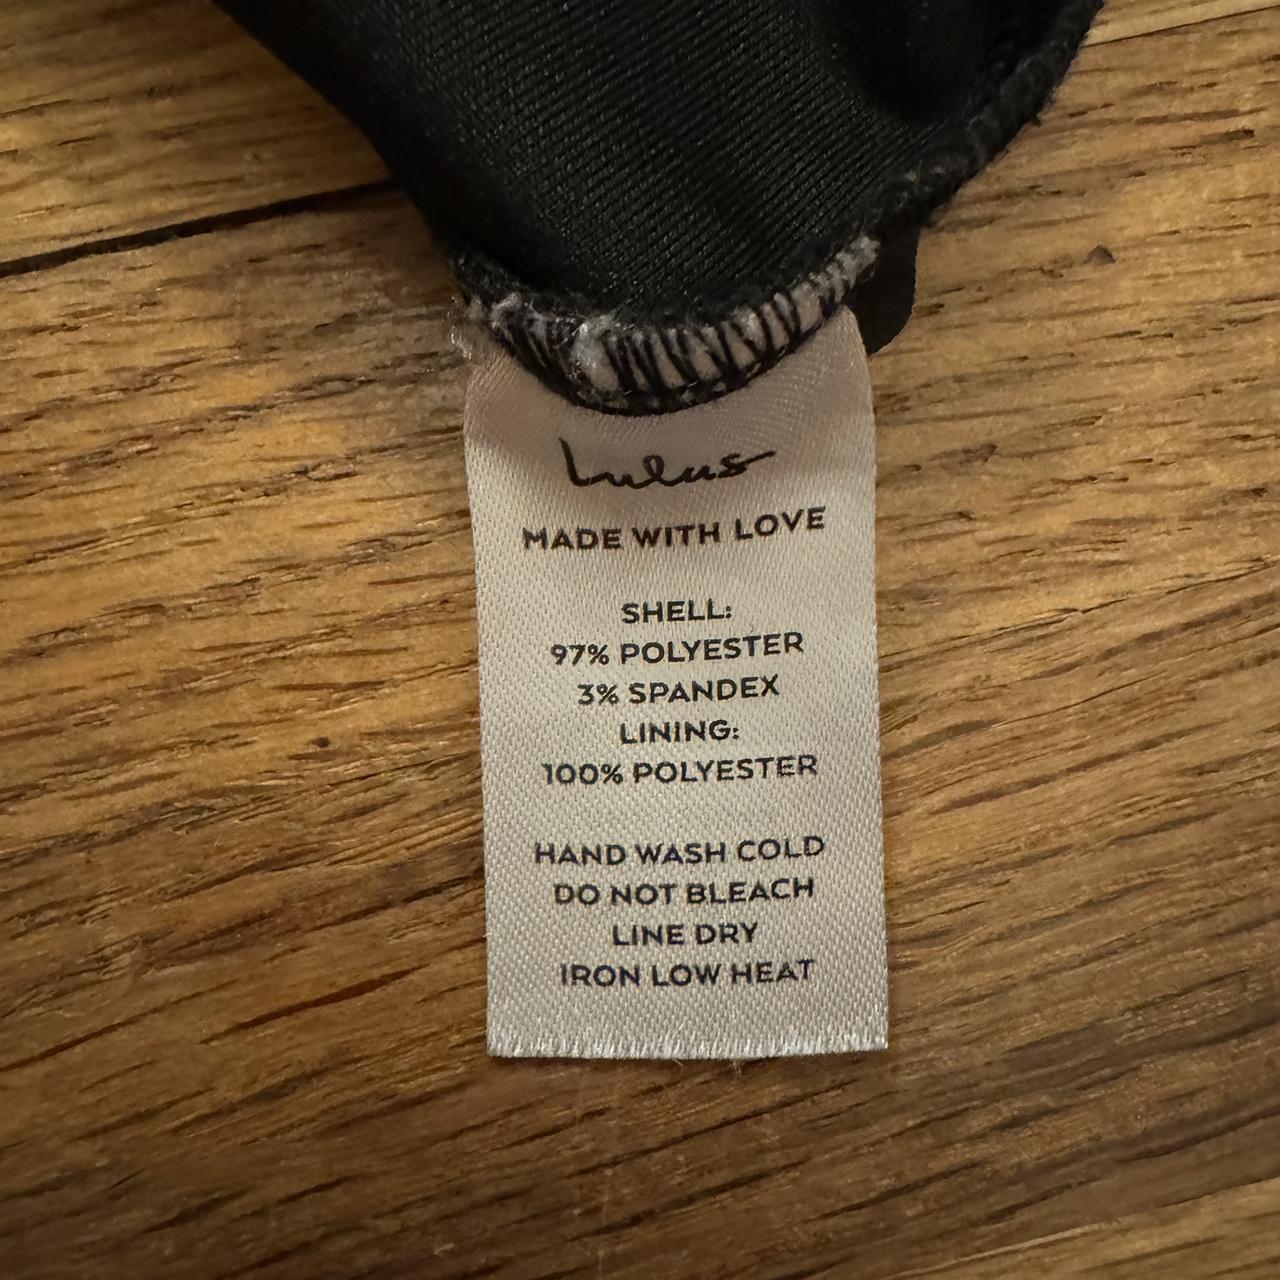 Lulus
MADE WITH LOVE
SHELL:
97% POLYESTER
3% SPANDEX
LINING:
100% POLYESTER
HAND WASH COLD
DO NOT BLEACH
LINE DRY
IRON LOW HEAT